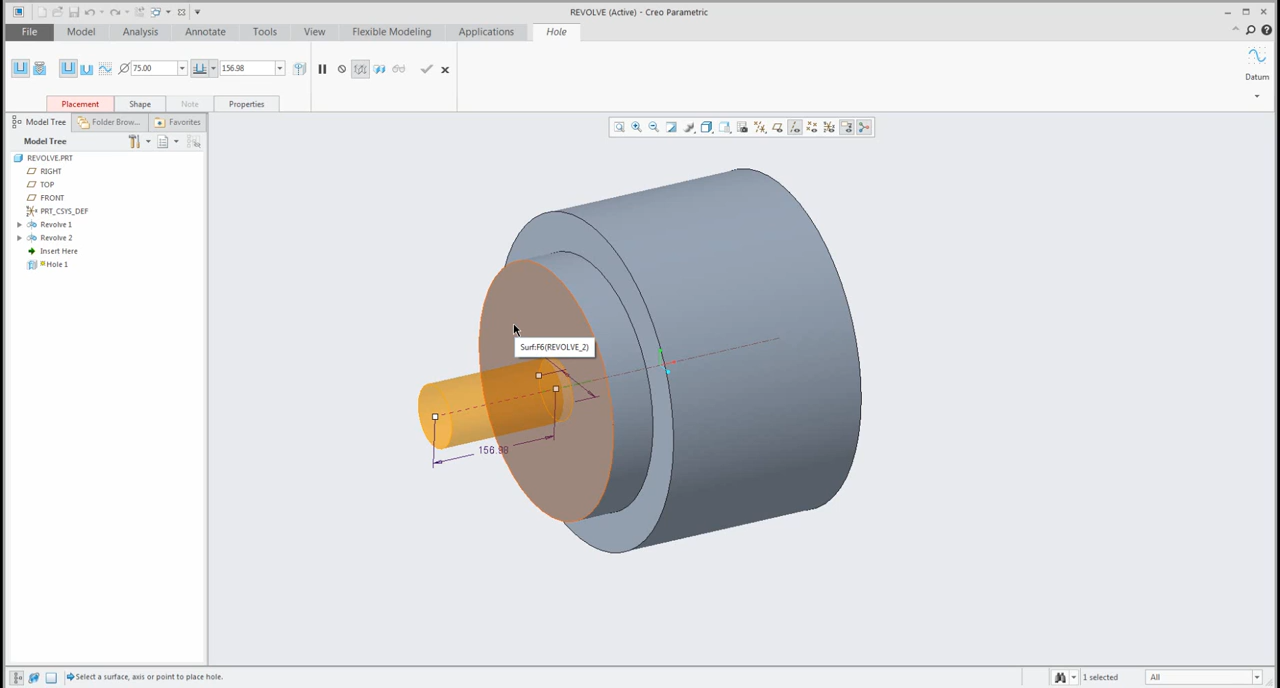 REVOLVE (Active) - Creo Parametric
File Model Analysis Annotate Tools View Flexible Modeling Applications Hole
75.00 156.98
Datum
Placement Shape Note Properties
Model Tree Folder Brow... Favorites
Model Tree
REVOLVE.PRT
RIGHT
TOP
FRONT
PRT_CSYS_DEF
Revolve 1
Revolve 2
Insert Here
Hole 1
Surf:F6(REVOLVE_2)
156.98
Select a surface, axis or point to place hole.
1 selected
All